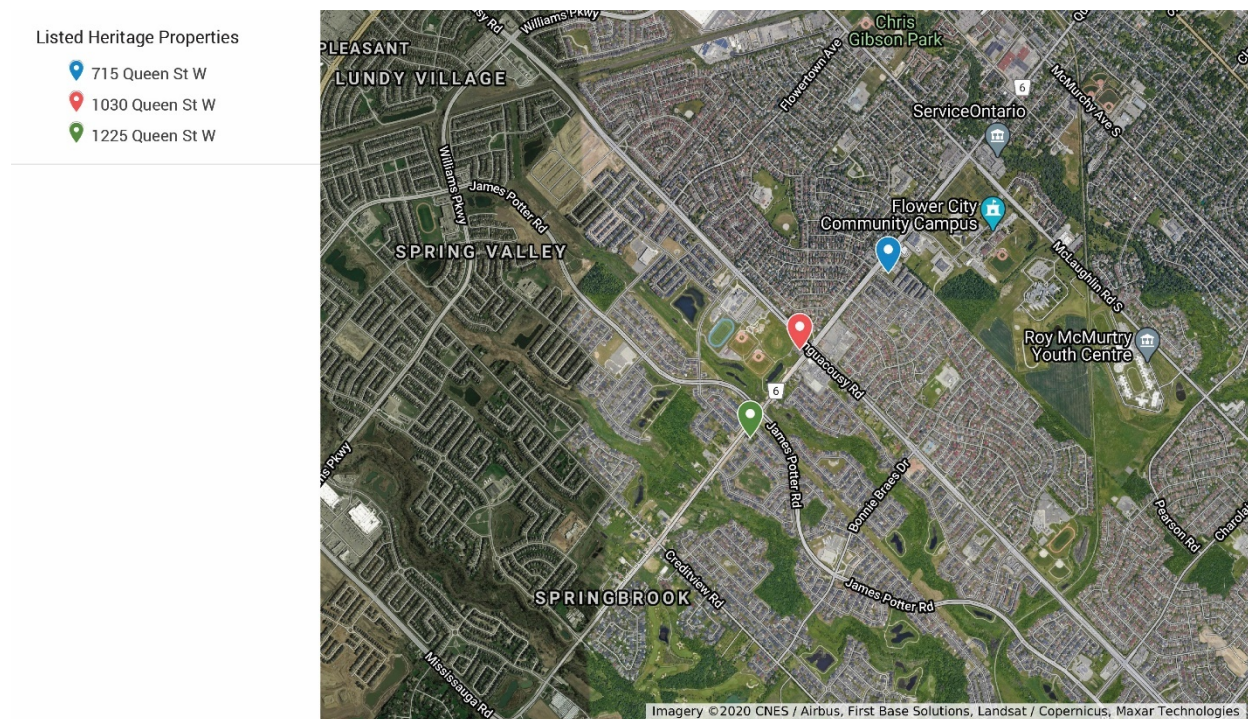 Listed Heritage Properties
715 Queen St W
1030 Queen St W
1225 Queen St W
Williams Pkwy
Chris
Gibson Park
PLEASANT
LUNDY VILLAGE
Flowertown Ave
6
McMurchy Ave S
ServiceOntario
Williams Pkwy
James Potter Rd
Flower City
Community Campus
SPRING VALLEY
McLaughlin Rd S
Roy McMurtry
Youth Centre
nguacousy Rd
6
James Potter Rd
Bonnie Braes Dr
Pearson Rd
Creditview Rd
James Potter Rd
SPRINGBROOK
Mississauga Rd
Imagery ©2020 CNES / Airbus, First Base Solutions, Landsat / Copernicus, Maxar Technologies